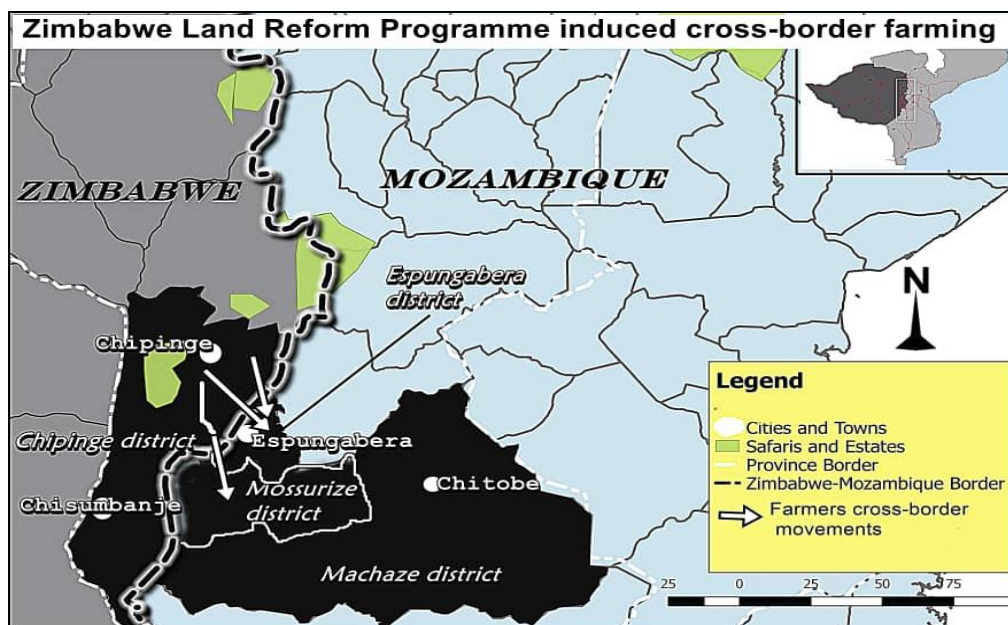 Zimbabwe Land Reform Programme induced cross-border farming
ZIMBABWE
MOZAMBIQUE
Espungabera
district
N
Chipinge
Chipinge district
Espungabera
Mossurize
district
Chitobe
Chisumbanje
Machaze district
Legend
Cities and Towns
Safaris and Estates
Province Border
Zimbabwe-Mozambique Border
Farmers cross-border
movements
25 0 25 50 75